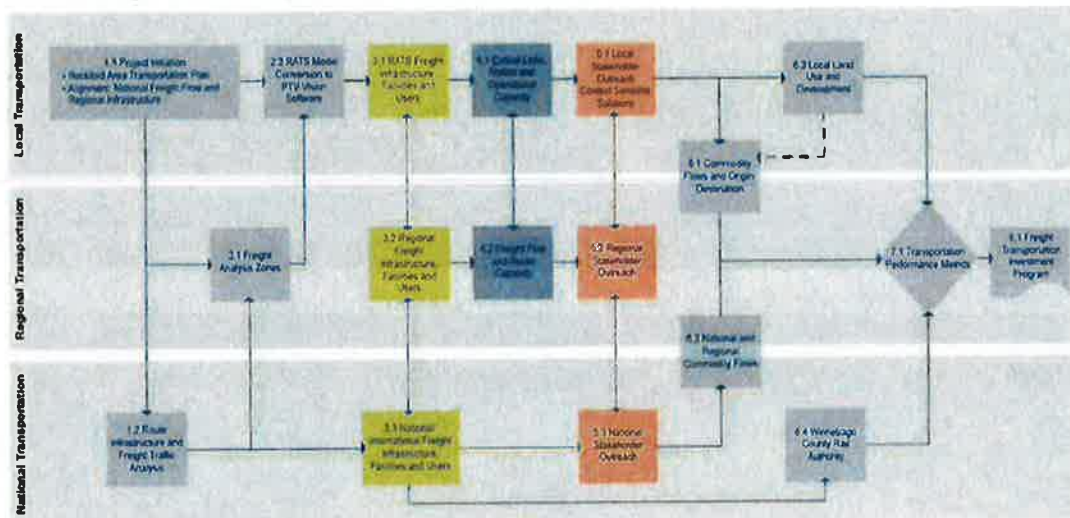 Local Transportation
1.1 Project Initiation
• Rockford Area Transportation Plan
• Alignment, National Freight Flow and
Regional Infrastructure
2.2 RATS Model
Conversion to
PTV Vision
Software
3.1 RATS Freight
Infrastructure
Facilities
and Users
4.1 Critical Links,
Nodes and
Operational
Capacity
5.1 Local
Stakeholder
Outreach
Context Sensitive
Solutions
6.3 Local Land
Use and
Development
6.1 Commodity
Flows and Origin
Destination
Regional Transportation
2.1 Freight
Analysis Zones
3.2 Regional
Freight
Infrastructure,
Facilities and
Users
4.2 Freight Flow
and
Capacity
5.2 Regional
Stakeholder
Outreach
7.1 Transportation
Performance Metrics
8.1 Freight
Transportation
Investment
Program
6.2 National and
Regional
Commodity Flows
National Transportation
1.2 Route
Infrastructure and
Freight Traffic
Analysis
3.3 National
International Freight
Infrastructure,
Facilities and Users
5.3 National
Stakeholder
Outreach
6.4 Winnebago
County Rail
Authority